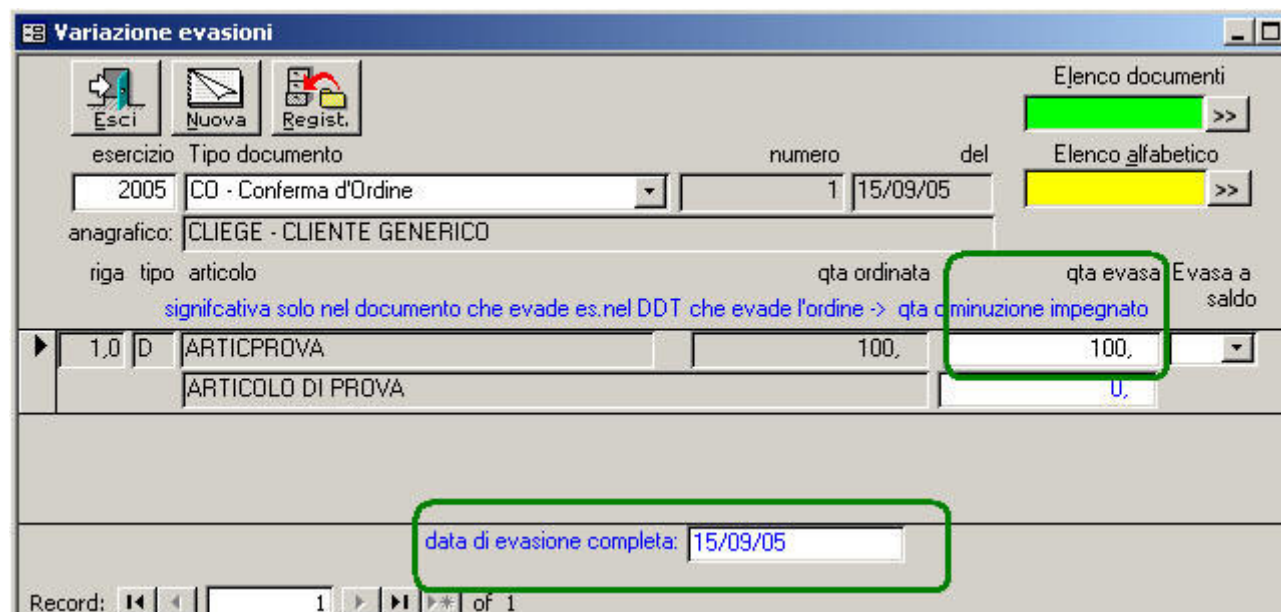 Variazione evasioni
Esci Nuova Regist.
Elenco documenti
>>
esercizio Tipo documento numero del Elenco alfabetico
2005 CO - Conferma d'Ordine 1 15/09/05 >>
anagrafico: CLIEGE - CLIENTE GENERICO
riga tipo articolo qta ordinata qta evasa Evasa a saldo
signifcativa solo nel documento che evade es.nel DDT che evade l'ordine -> qta diminuzione impegnato
1,0 D ARTICPROVA 100, 100,
ARTICOLO DI PROVA 0,
data di evasione completa: 15/09/05
Record: 1 of 1